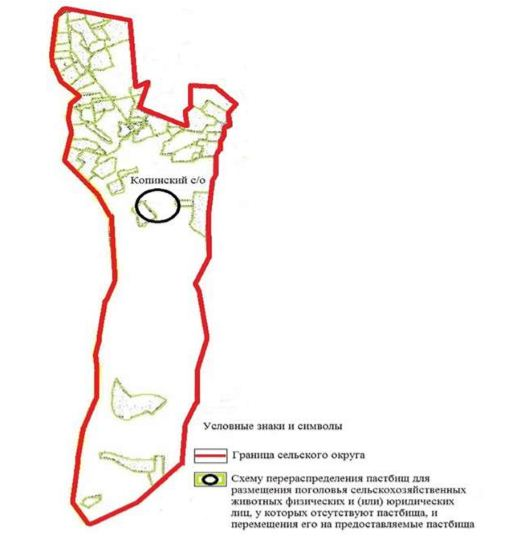 Копинский с/о
Условные знаки и символы
Граница сельского округа
Схему перераспределения пастбищ для
размещения поголовья сельскохозяйственных
животных физических и (или) юридических
лиц, у которых отсутствуют пастбища, и
перемещения его на предоставляемые пастбища